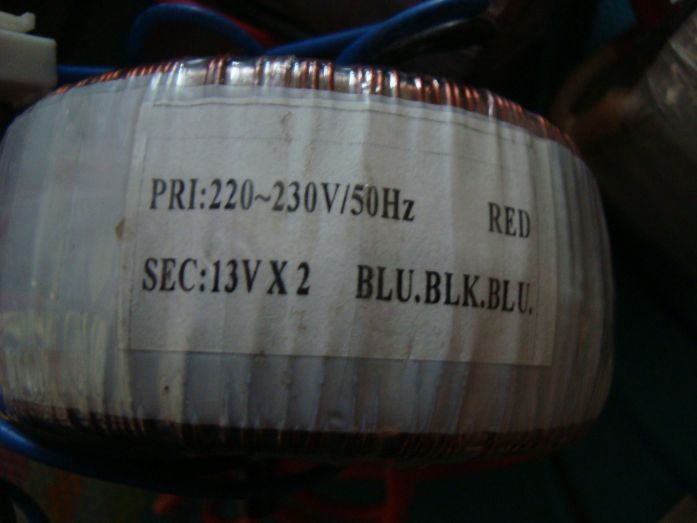 PRI:220~230V/50Hz RED
SEC:13V X 2 BLU.BLK.BLU.